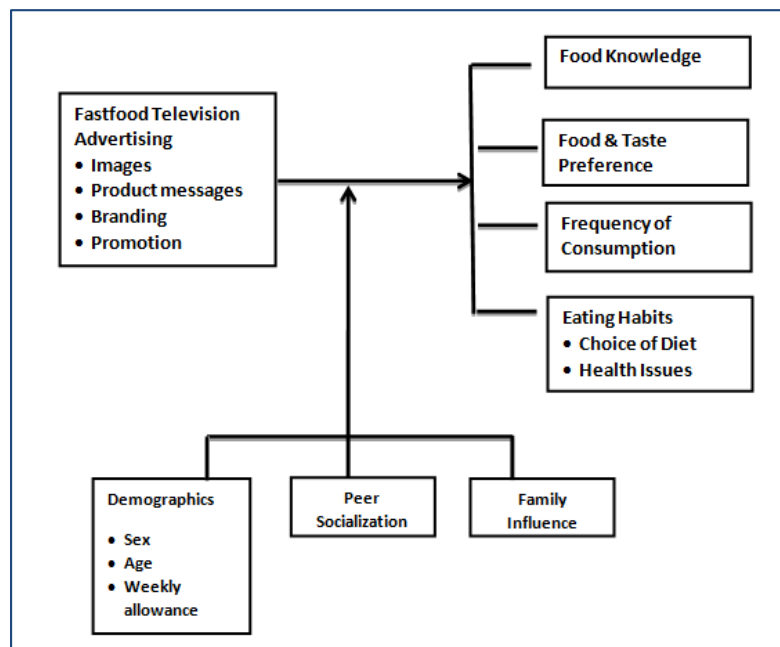 Fastfood Television
Advertising
• Images
• Product messages
• Branding
• Promotion
Food Knowledge
Food & Taste
Preference
Frequency of
Consumption
Eating Habits
• Choice of Diet
• Health Issues
Demographics
• Sex
• Age
• Weekly
allowance
Peer
Socialization
Family
Influence